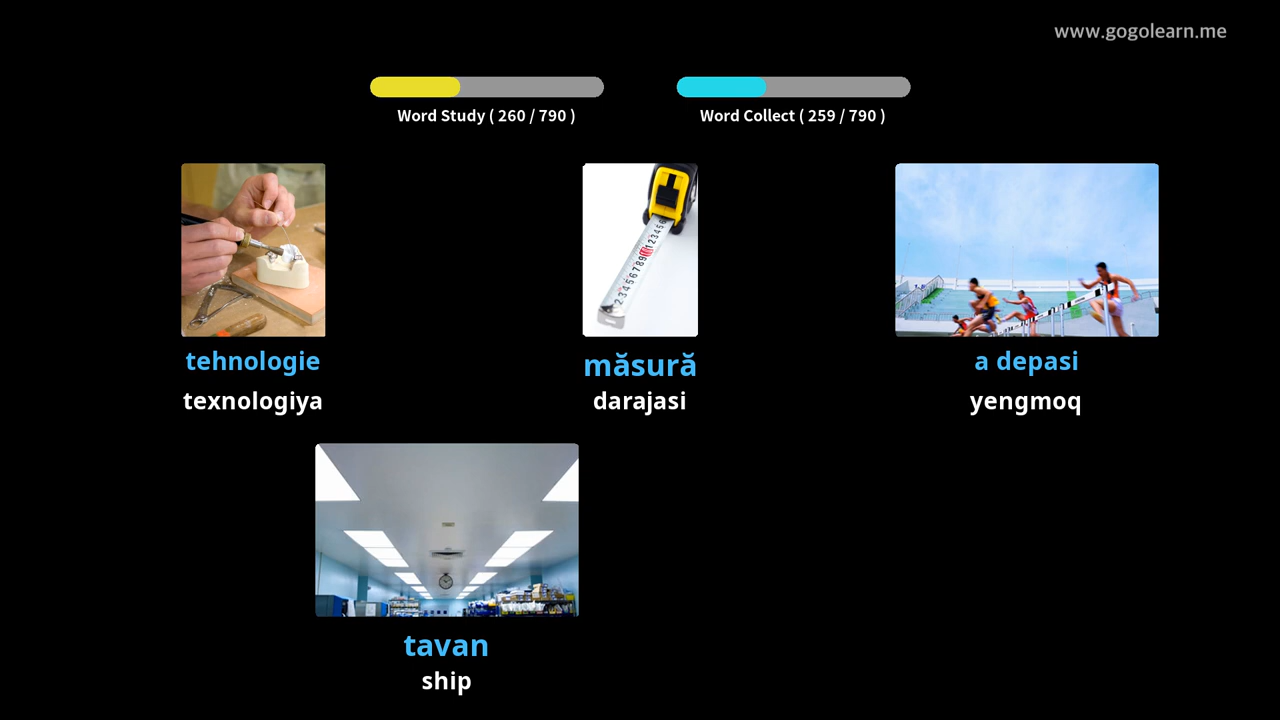 www.gogolearn.me
Word Study ( 260 / 790 )
Word Collect ( 259 / 790 )
tehnologie
texnologiya
măsură
darajasi
a depasi
yengmoq
tavan
ship